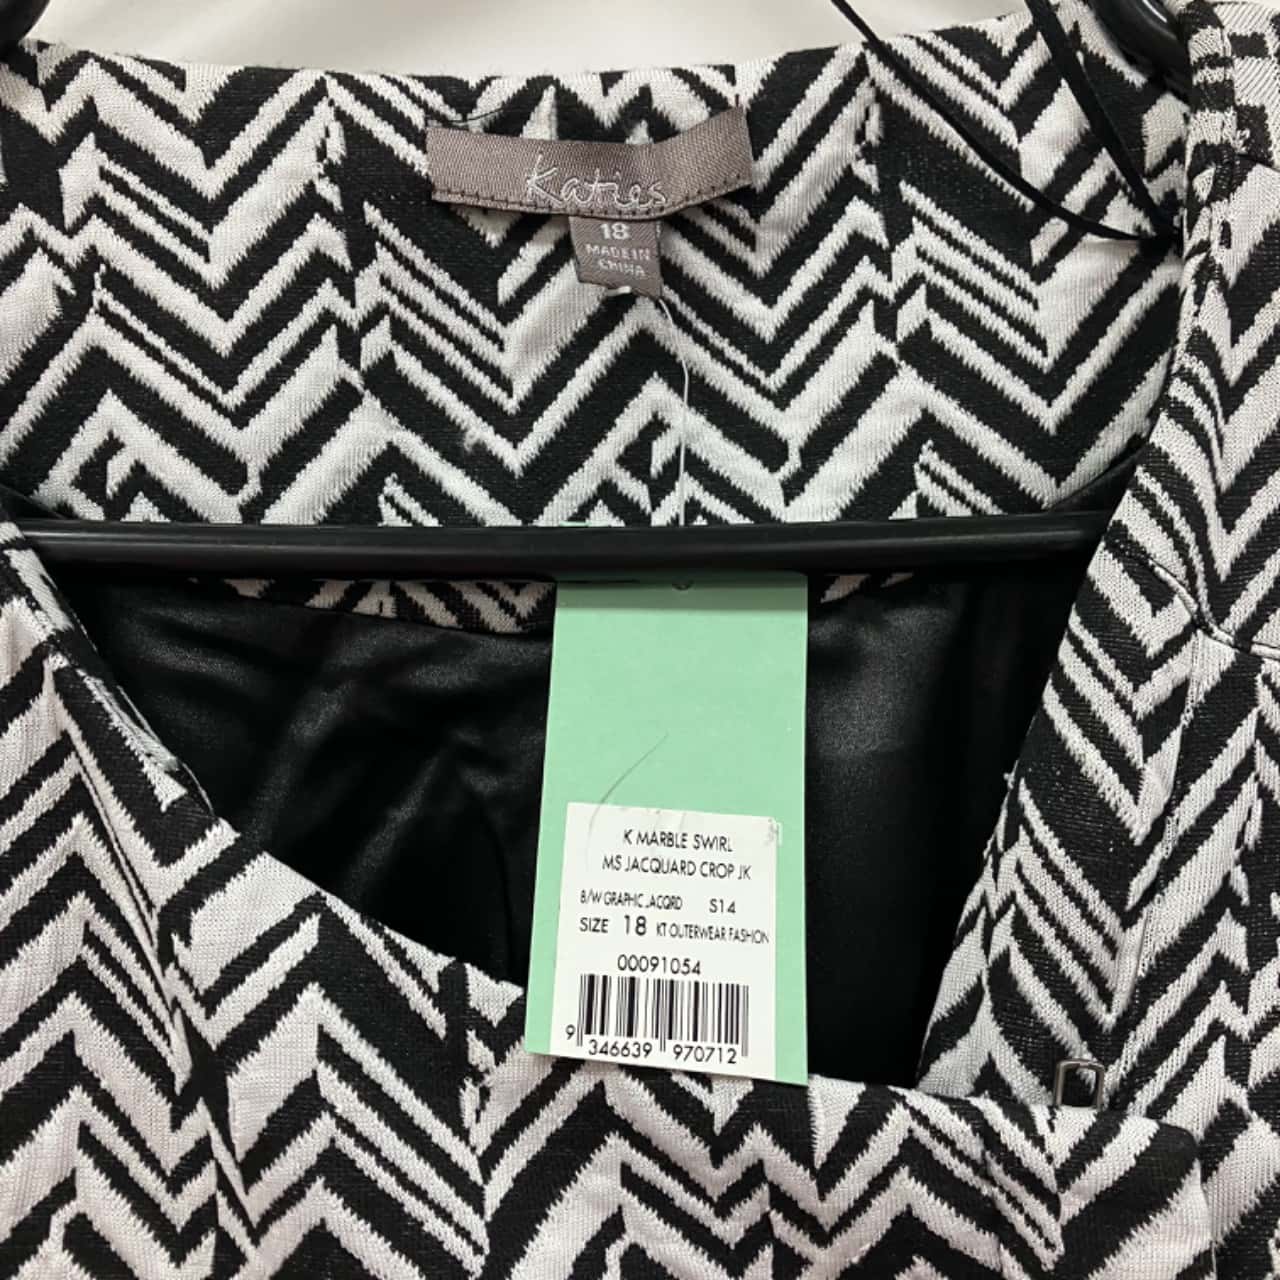 Katies
18
MADE IN
CHINA
K MARBLE SWIRL
MS JACQUARD CROP JK
B/W GRAPHIC JACQRD S14
SIZE 18 KT OUTERWEAR FASHION
00091054
9 346639 970712